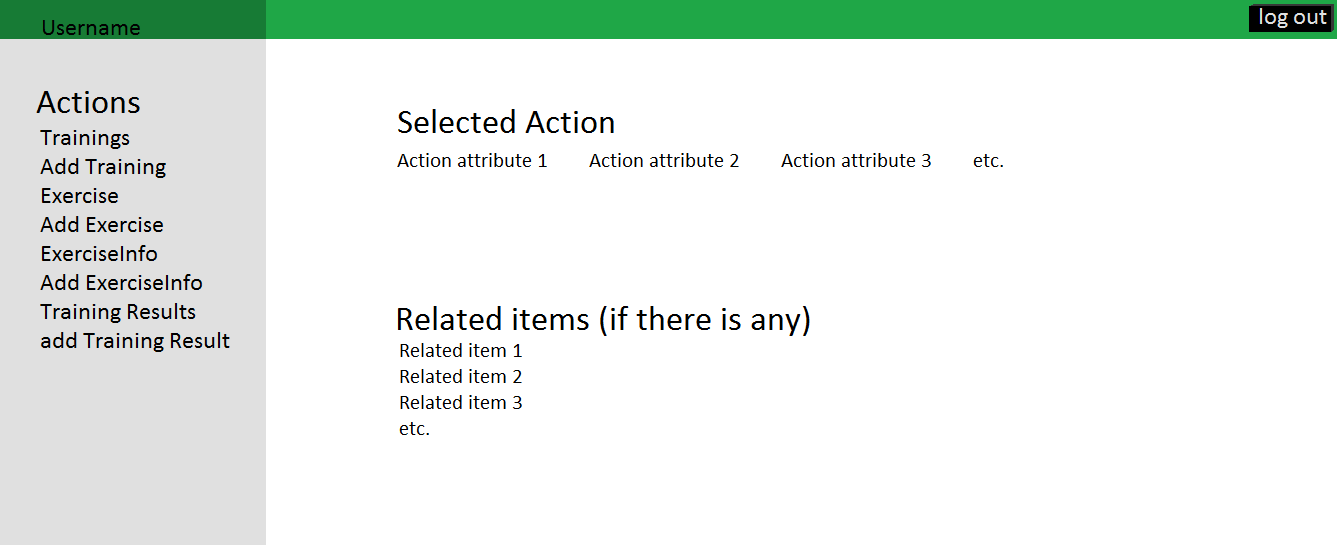 Username
log out
Actions
Trainings
Add Training
Exercise
Add Exercise
ExerciseInfo
Add ExerciseInfo
Training Results
add Training Result
Selected Action
Action attribute 1 Action attribute 2 Action attribute 3 etc.
Related items (if there is any)
Related item 1
Related item 2
Related item 3
etc.